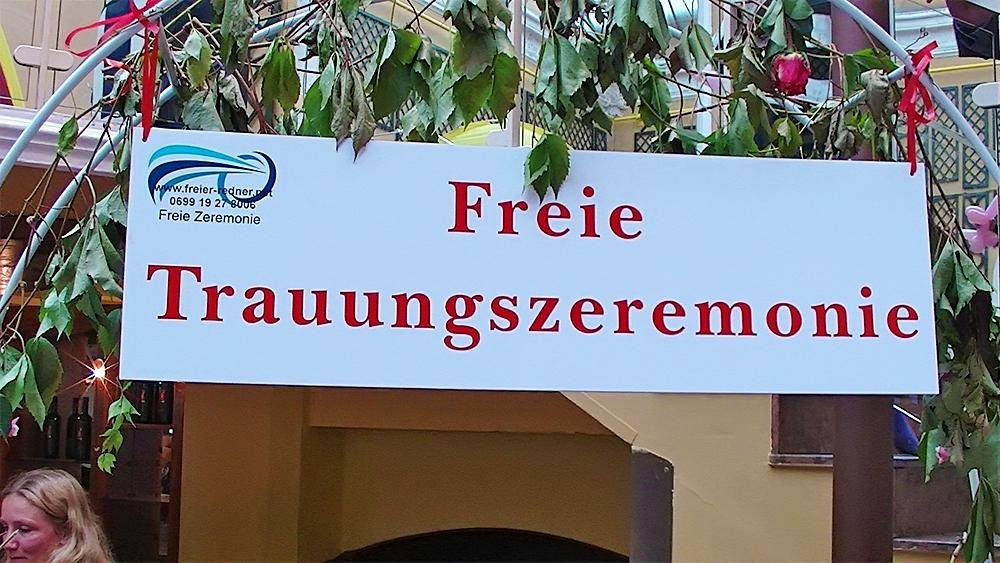 www.freier-redner.net
0699 19 27 8006
Freie Zeremonie
Freie
Trauungszeremonie